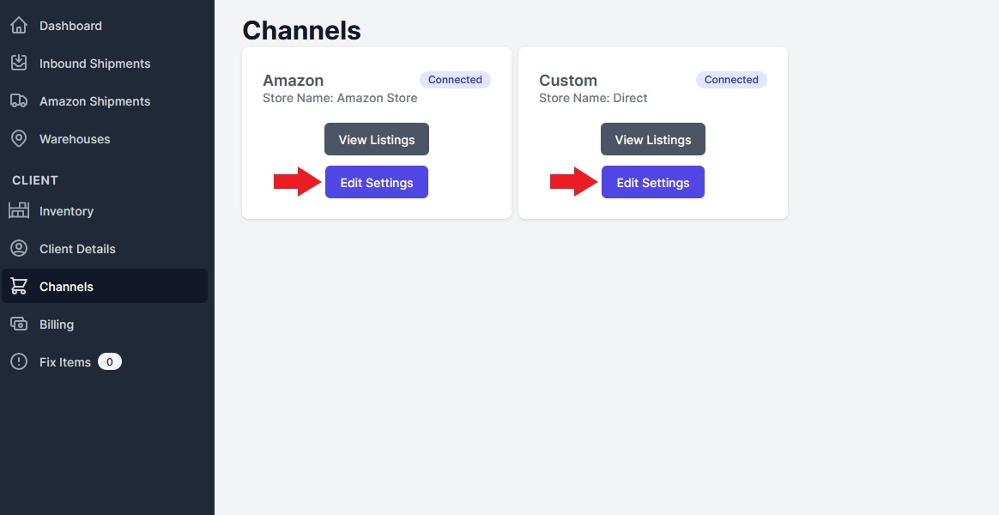 Dashboard
Inbound Shipments
Amazon Shipments
Warehouses
CLIENT
Inventory
Client Details
Channels
Billing
Fix Items 0
Channels
Amazon Connected
Store Name: Amazon Store
View Listings
Edit Settings
Custom Connected
Store Name: Direct
View Listings
Edit Settings